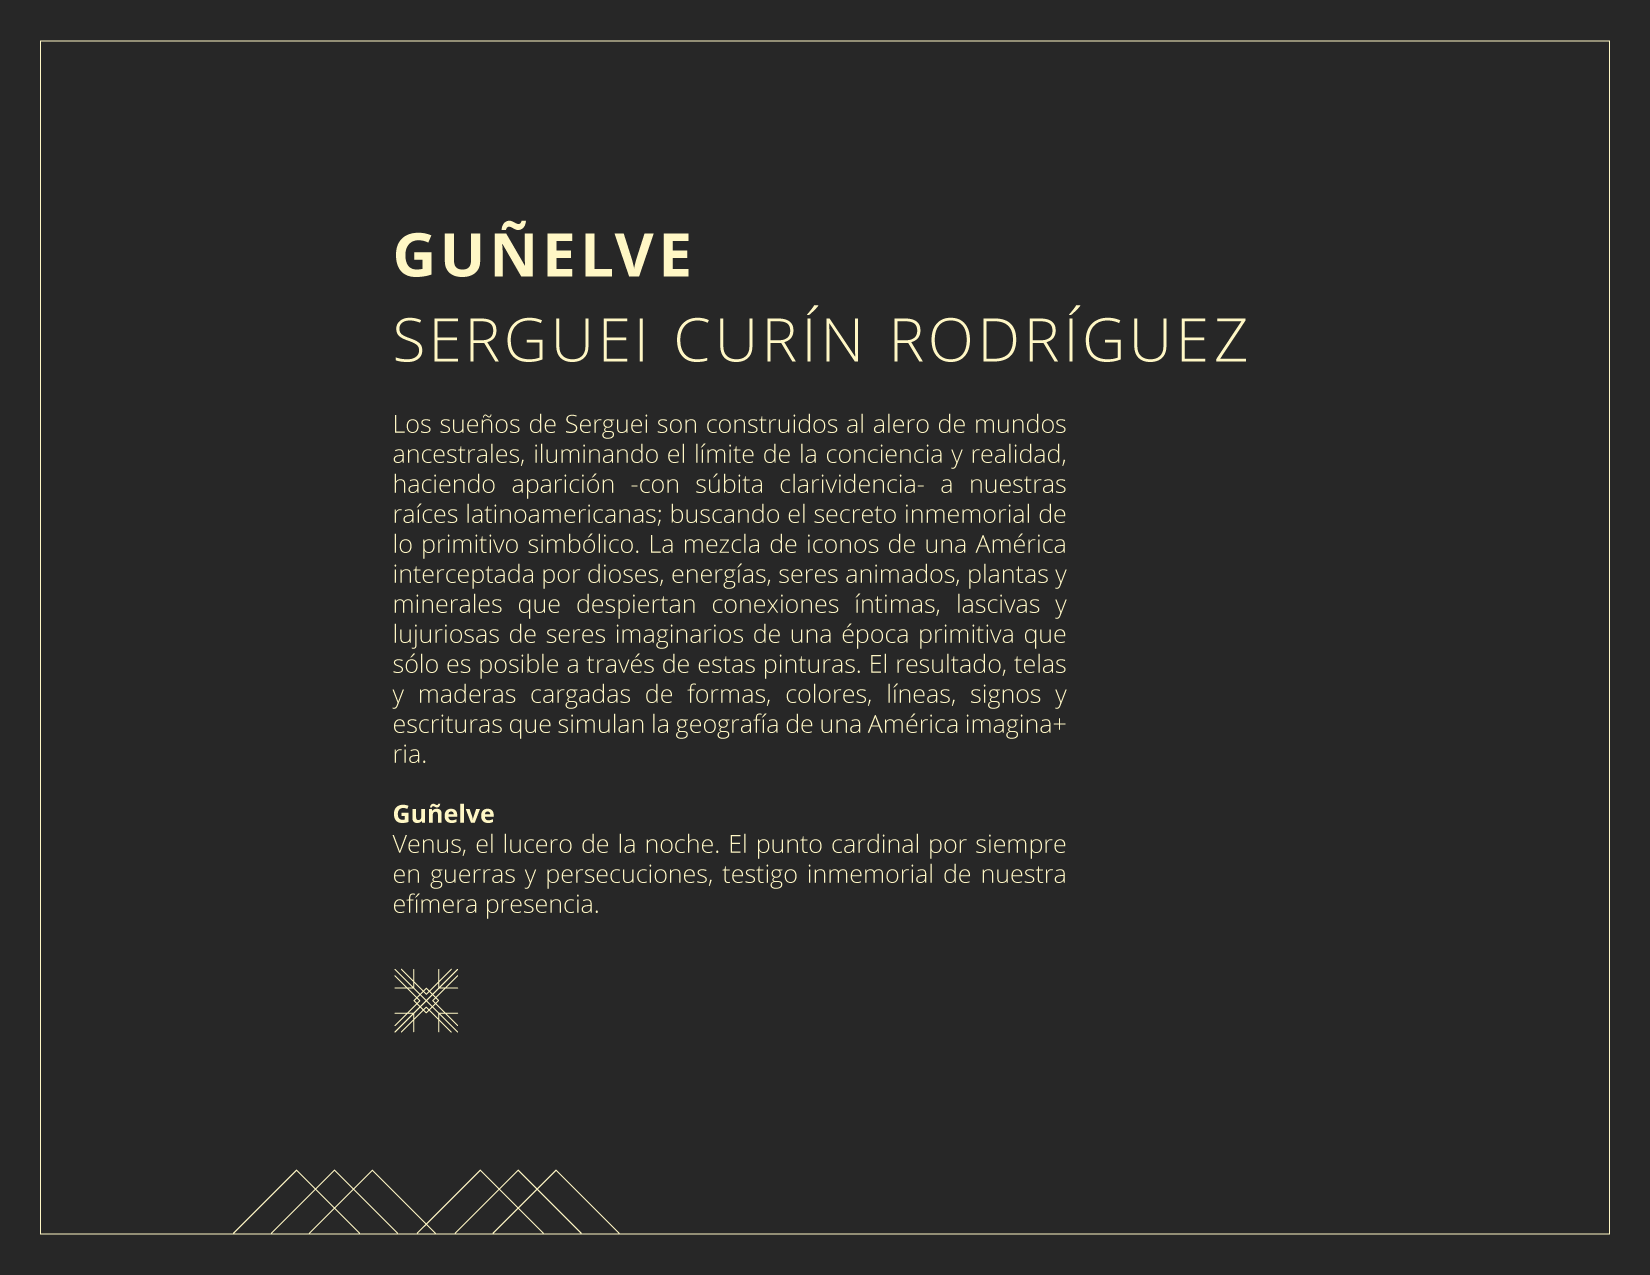 GUÑELVE
SERGUEI CURÍN RODRÍGUEZ
Los sueños de Serguei son construidos al alero de mundos
ancestrales, iluminando el límite de la conciencia y realidad,
haciendo aparición -con súbita clarividencia- a nuestras
raíces latinoamericanas; buscando el secreto inmemorial de
lo primitivo simbólico. La mezcla de iconos de una América
interceptada por dioses, energías, seres animados, plantas y
minerales que despiertan conexiones íntimas, lascivas y
lujuriosas de seres imaginarios de una época primitiva que
sólo es posible a través de estas pinturas. El resultado, telas
y maderas cargadas de formas, colores, líneas, signos y
escrituras que simulan la geografía de una América imagina+
ria.
Guñelve
Venus, el lucero de la noche. El punto cardinal por siempre
en guerras y persecuciones, testigo inmemorial de nuestra
efímera presencia.